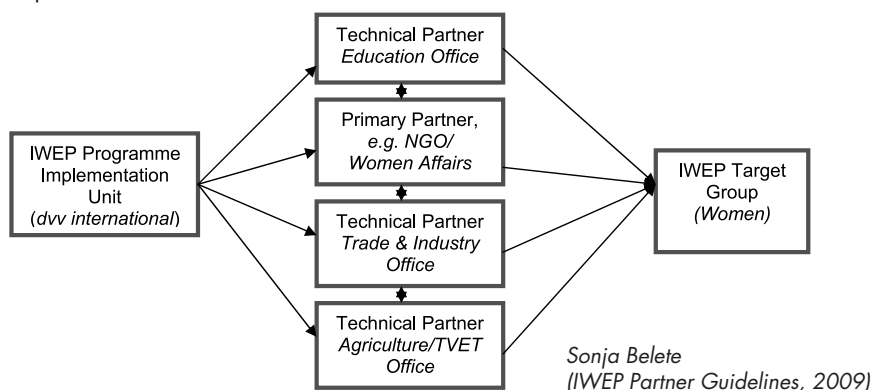 Technical Partner
Education Office
Primary Partner,
e.g. NGO/
Women Affairs
IWEP Programme
Implementation
Unit
(dvv international)
IWEP Target
Group
(Women)
Technical Partner
Trade & Industry
Office
Technical Partner
Agriculture/TVET
Office
Sonja Belete
(IWEP Partner Guidelines, 2009)